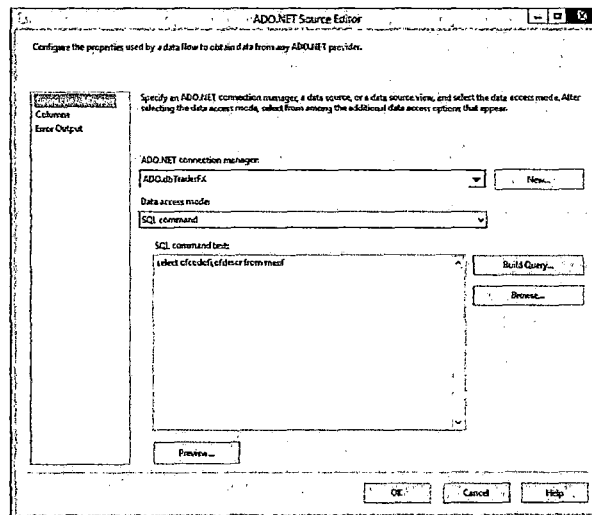 ADO.NET Source Editor
Configure the properties used by a data flow to obtain data from any ADO.NET provider.
Specify an ADO.NET connection manager, a data source, or a data source view, and select the data access mode. After
selecting the data access mode, select from among the additional data access options that appear.
Columns
Error Output
ADO.NET connection manager:
ADO.dbTraderFX
New...
Data access mode:
SQL command
SQL command text:
select from
Build Query...
Browse...
Preview...
OK
Cancel
Help